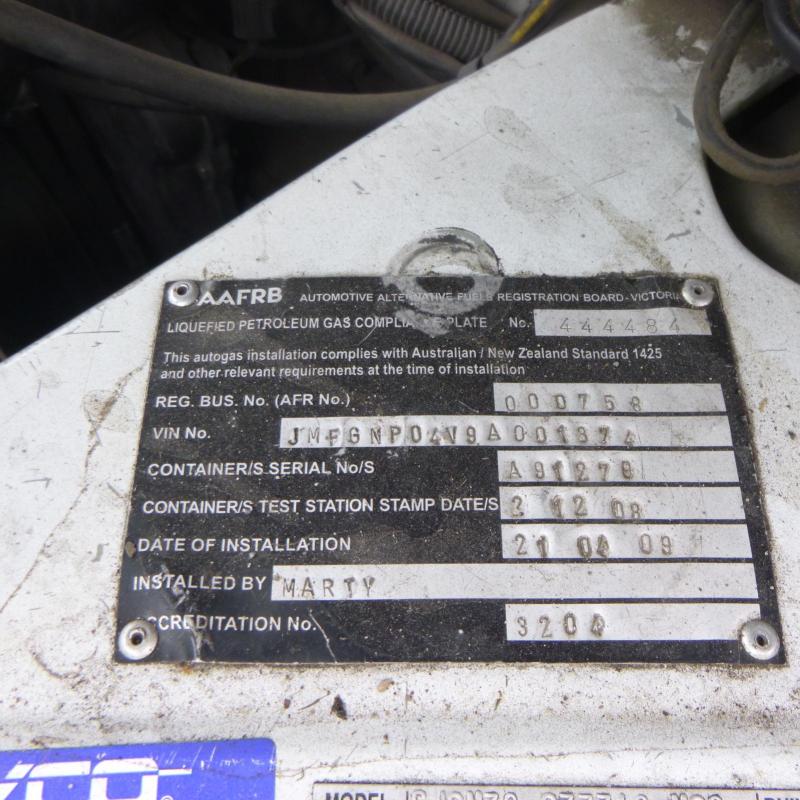 AAFRB AUTOMOTIVE ALTERNATIVE FUELS REGISTRATION BOARD - VICTORIA
LIQUEFIED PETROLEUM GAS COMPLIANCE PLATE No. 444484
This autogas installation complies with Australian / New Zealand Standard 1425
and other relevant requirements at the time of installation
REG. BUS. No. (AFR No.) 000758
VIN No. JMFGNP04V9A001374
CONTAINER/S SERIAL No/S A91279
CONTAINER/S TEST STATION STAMP DATE/S 2 12 08
DATE OF INSTALLATION 21 04 09
INSTALLED BY MARTY
ACCREDITATION No. 3204
MODEL